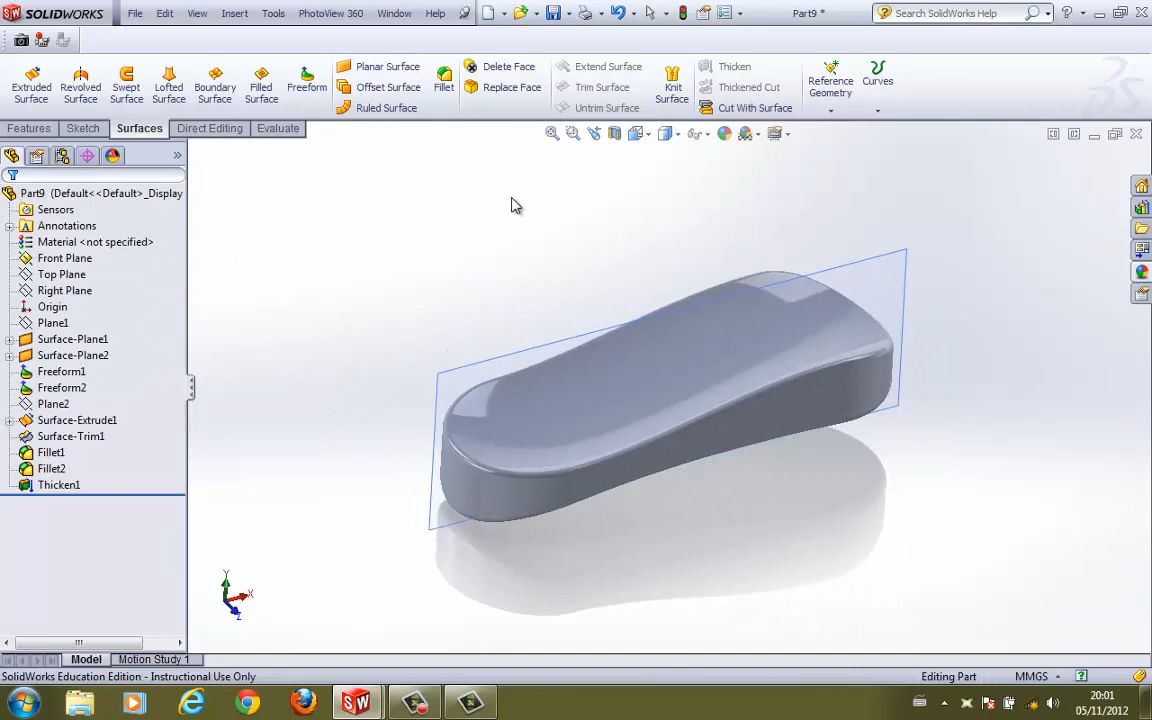 SOLIDWORKS File Edit View Insert Tools PhotoView 360 Window Help Part9 * Search SolidWorks Help
Extruded Surface Revolved Surface Swept Surface Lofted Surface Boundary Surface Filled Surface Freeform Planar Surface Offset Surface Ruled Surface Fillet Delete Face Replace Face Extend Surface Trim Surface Untrim Surface Knit Surface Thicken Thickened Cut Cut With Surface Reference Geometry Curves
Features Sketch Surfaces Direct Editing Evaluate
Part9 (Default<<Default>_Display
Sensors
Annotations
Material <not specified>
Front Plane
Top Plane
Right Plane
Origin
Plane1
Surface-Plane1
Surface-Plane2
Freeform1
Freeform2
Plane2
Surface-Extrude1
Surface-Trim1
Fillet1
Fillet2
Thicken1
Y
X
Z
Model Motion Study 1
SolidWorks Education Edition - Instructional Use Only Editing Part MMGS
20:01
05/11/2012